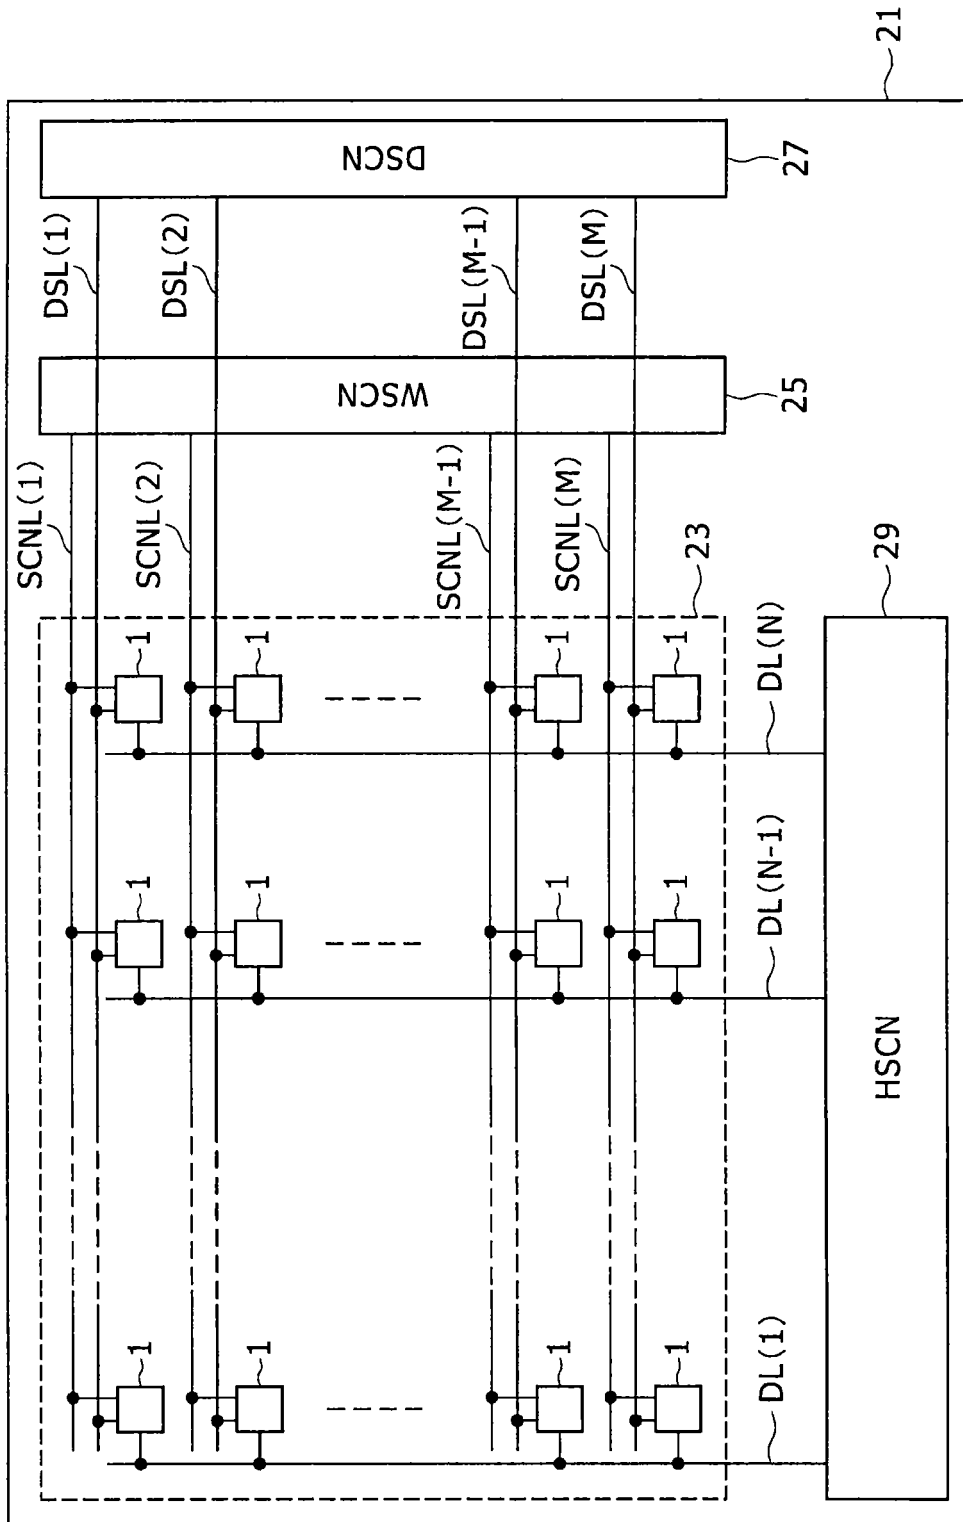 21
DSCN
27
DSL(1)
DSL(2)
DSL(M-1)
DSL(M)
WSCN
25
SCNL(1)
SCNL(2)
SCNL(M-1)
SCNL(M)
23
29
1
1
1
1
DL(N)
1
1
1
1
DL(N-1)
HSCN
1
1
1
1
DL(1)